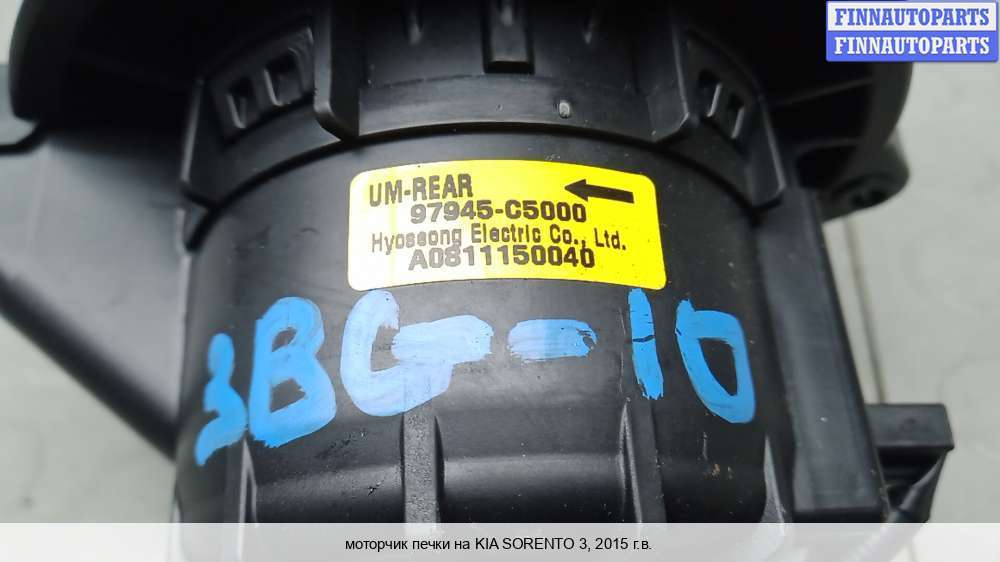 FINNAUTOPARTS
FINNAUTOPARTS
UM-REAR
97945-C5000
Hyoseong Electric Co., Ltd.
A0811150040
3BG-10
моторчик печки на KIA SORENTO 3, 2015 г.в.